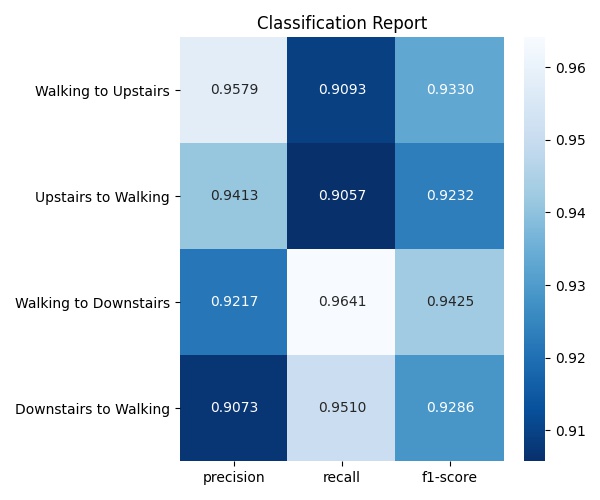 Classification Report
Walking to Upstairs 0.9579 0.9093 0.9330
Upstairs to Walking 0.9413 0.9057 0.9232
Walking to Downstairs 0.9217 0.9641 0.9425
Downstairs to Walking 0.9073 0.9510 0.9286
precision recall f1-score
0.96
0.95
0.94
0.93
0.92
0.91